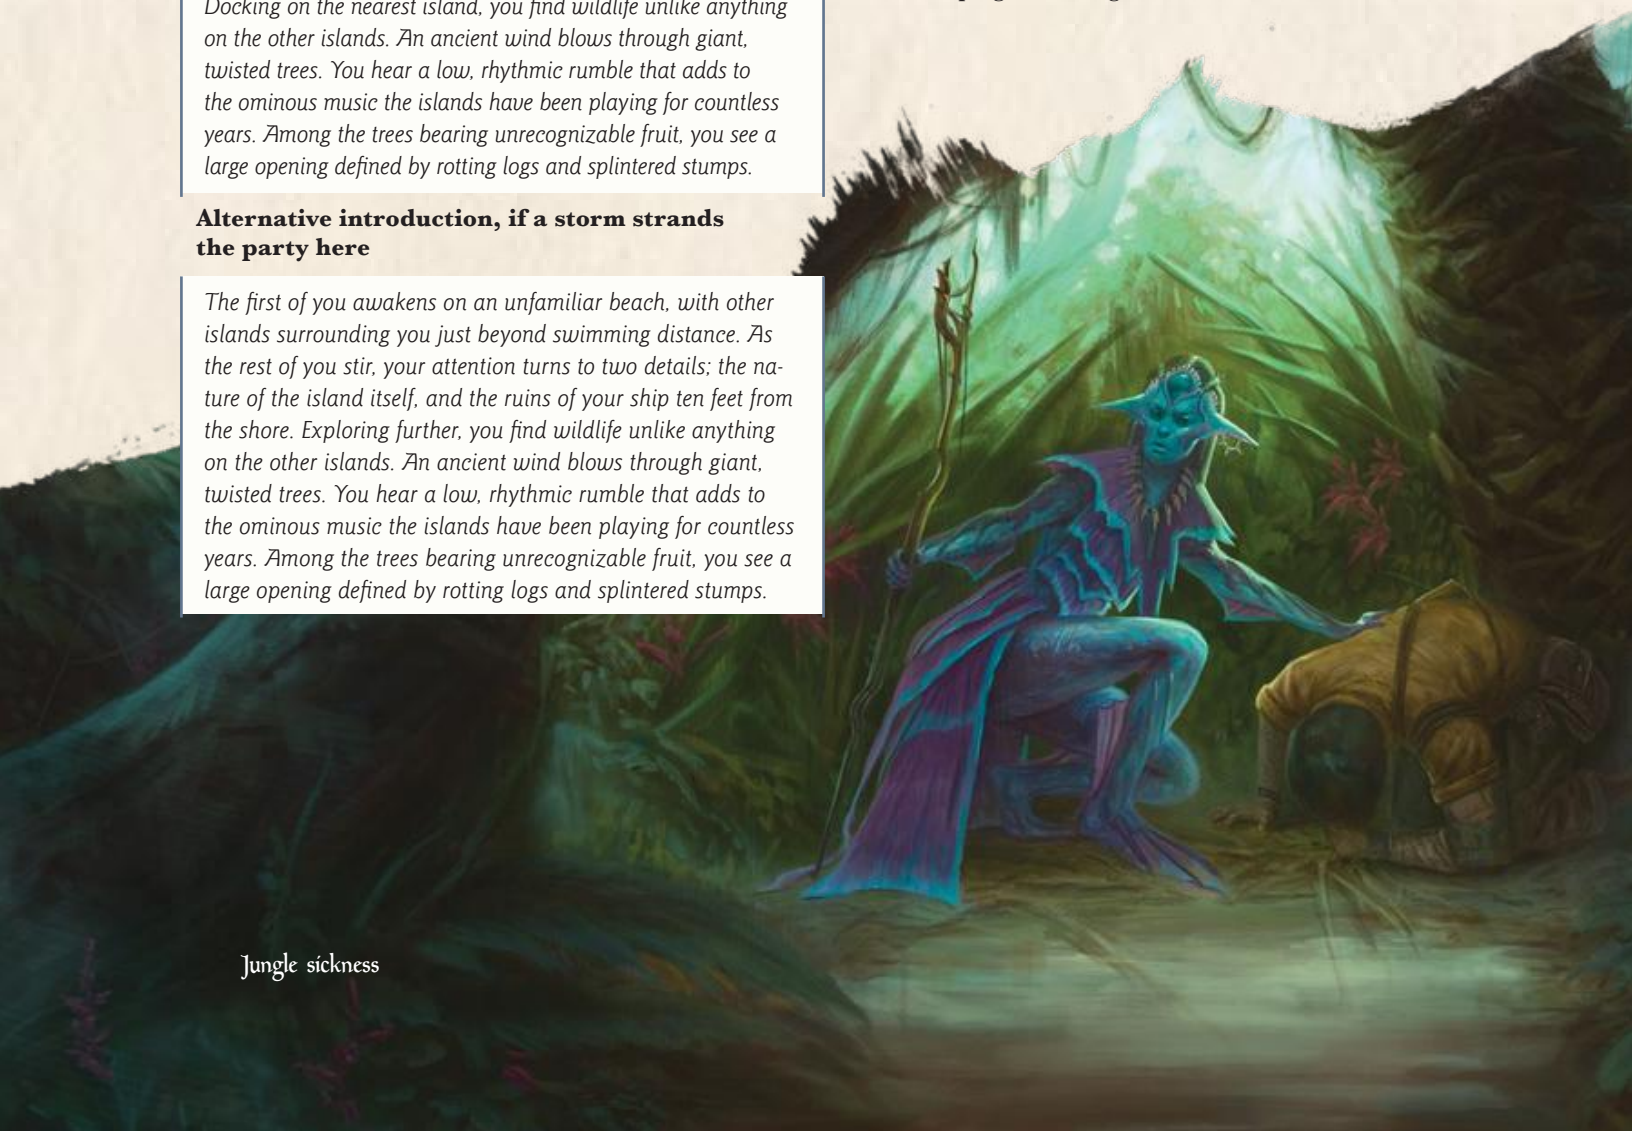 Docking on the nearest island, you find wildlife unlike anything
on the other islands. An ancient wind blows through giant,
twisted trees. You hear a low, rhythmic rumble that adds to
the ominous music the islands have been playing for countless
years. Among the trees bearing unrecognizable fruit, you see a
large opening defined by rotting logs and splintered stumps.
Alternative introduction, if a storm strands
the party here
The first of you awakens on an unfamiliar beach, with other
islands surrounding you just beyond swimming distance. As
the rest of you stir, your attention turns to two details; the na-
ture of the island itself, and the ruins of your ship ten feet from
the shore. Exploring further, you find wildlife unlike anything
on the other islands. An ancient wind blows through giant,
twisted trees. You hear a low, rhythmic rumble that adds to
the ominous music the islands have been playing for countless
years. Among the trees bearing unrecognizable fruit, you see a
large opening defined by rotting logs and splintered stumps.
Jungle sickness